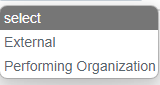 select
External
Performing Organization